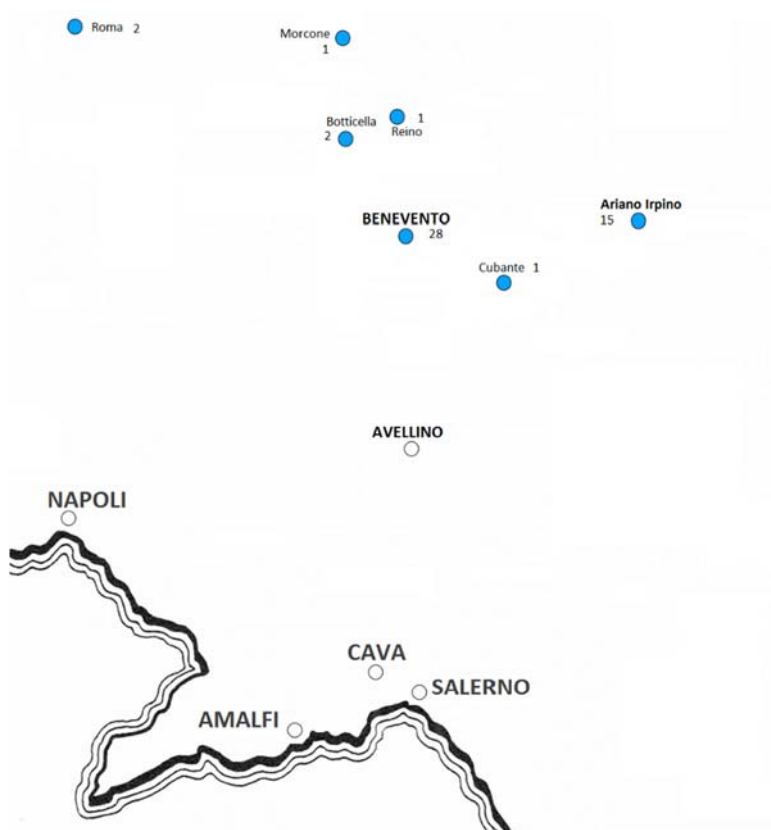 Roma 2
Morcone
1
Botticella
2
1
Reino
Ariano Irpino
15
BENEVENTO
28
Cubante 1
AVELLINO
NAPOLI
CAVA
SALERNO
AMALFI